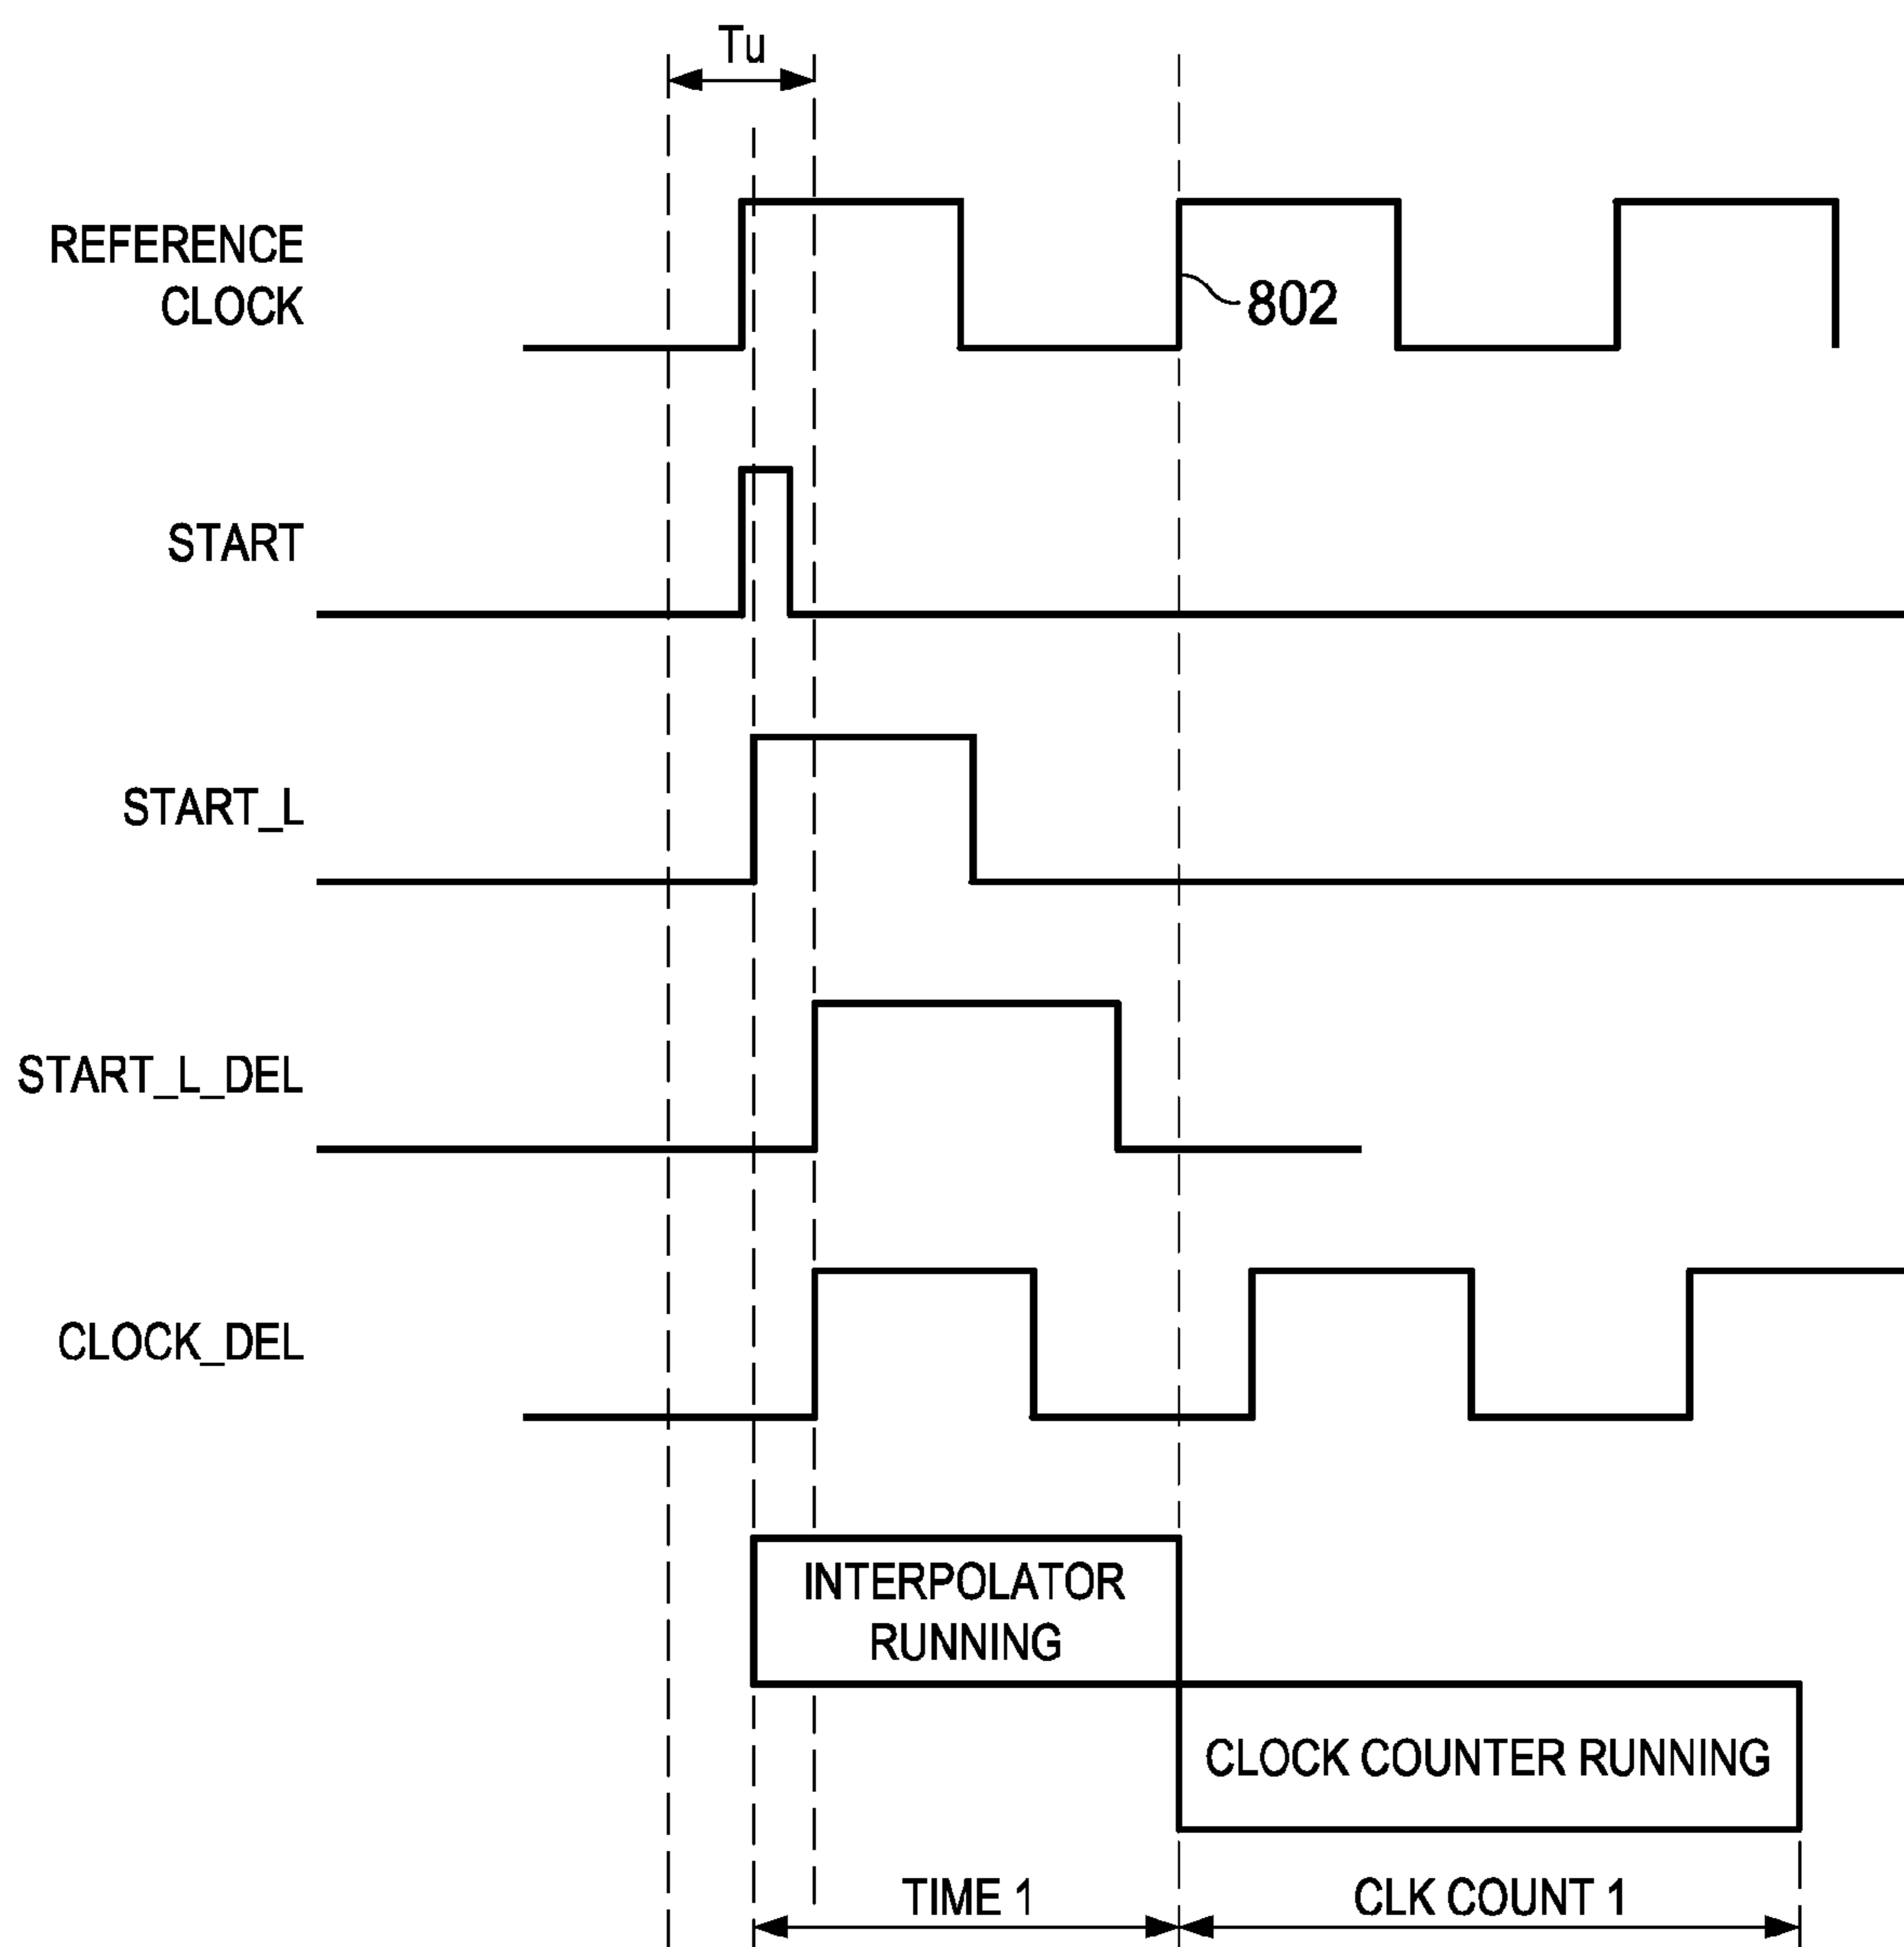 Tu
REFERENCE
CLOCK
802
START
START_L
START_L_DEL
CLOCK_DEL
INTERPOLATOR
RUNNING
CLOCK COUNTER RUNNING
TIME 1
CLK COUNT 1